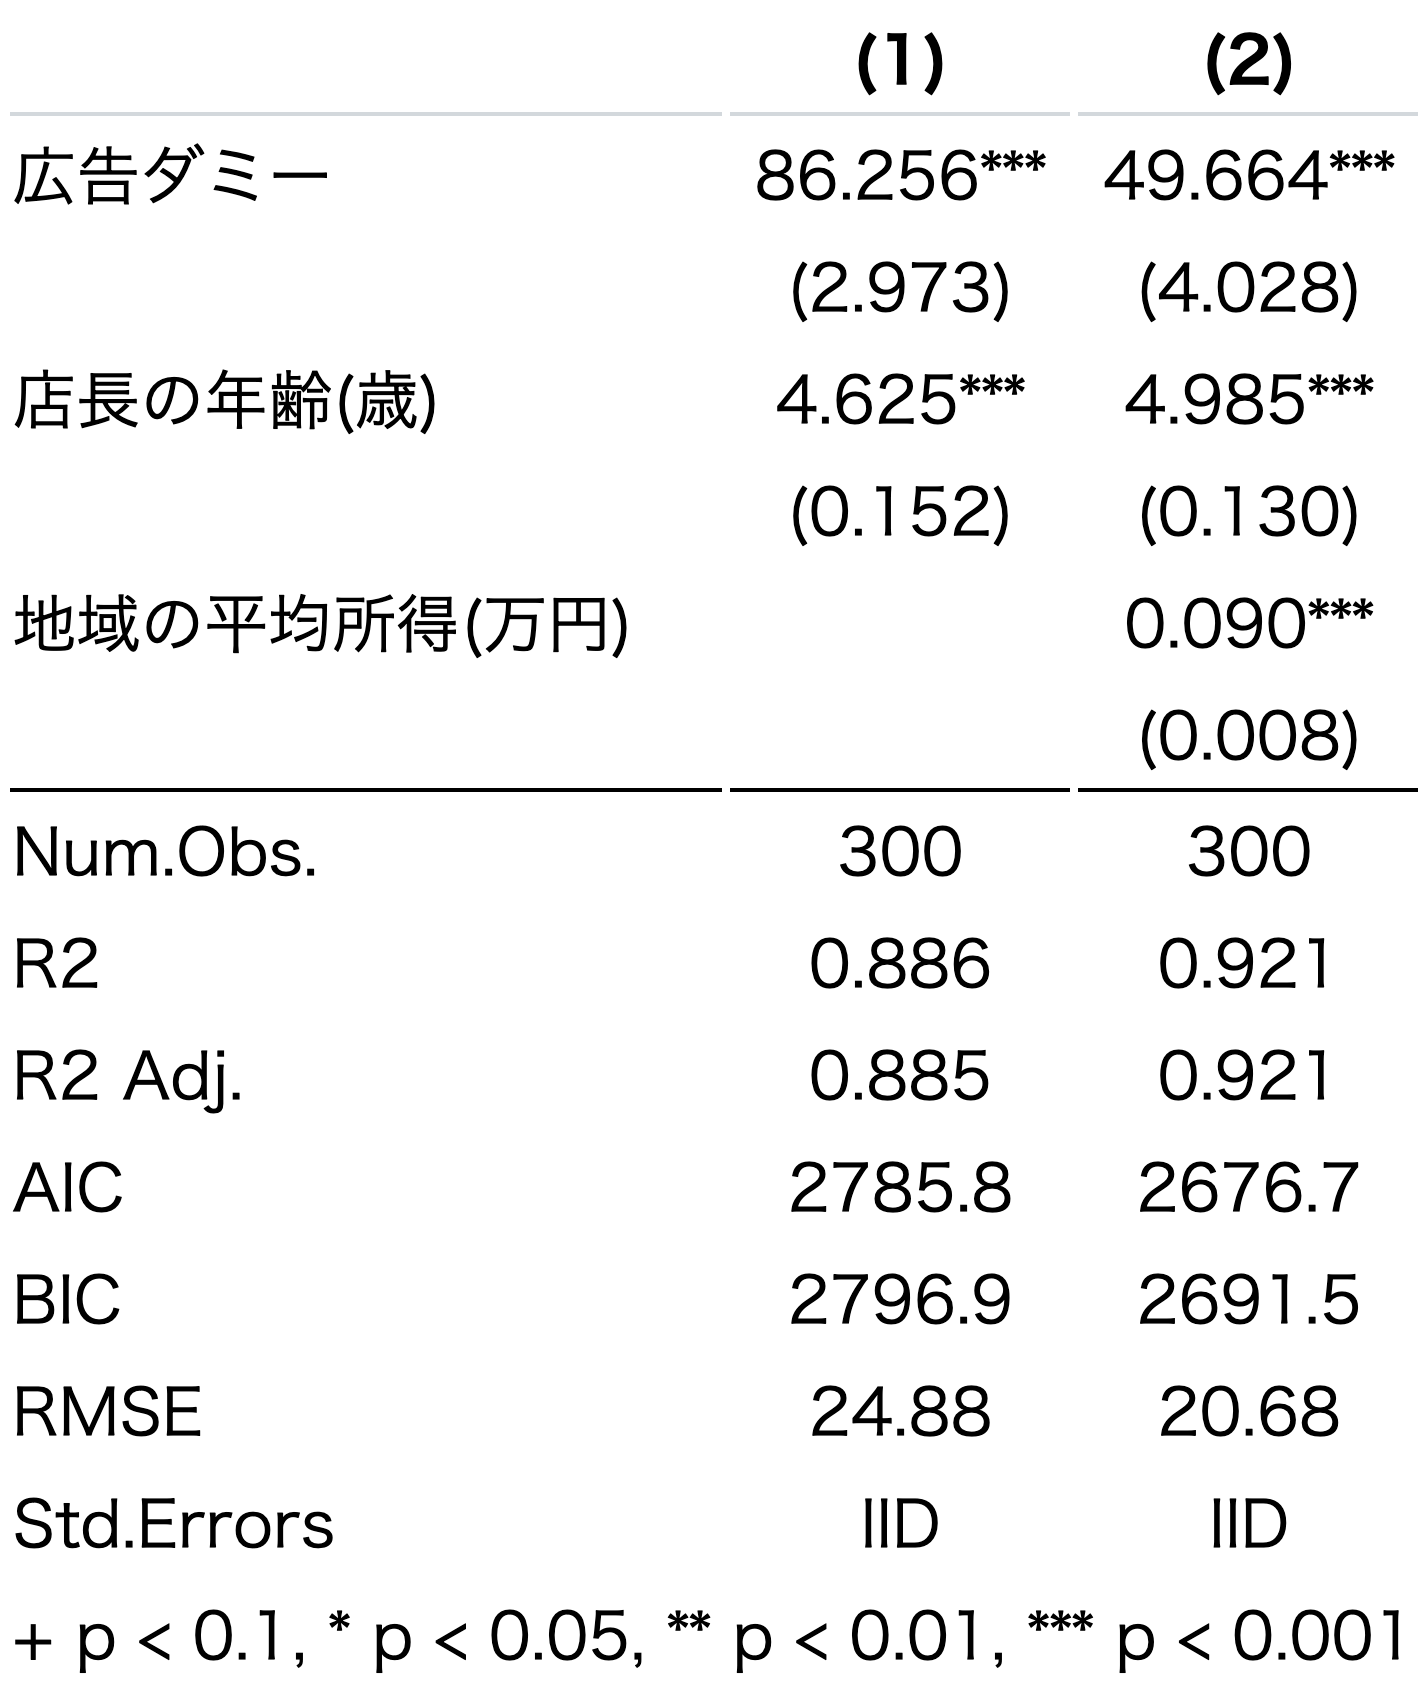 (1) (2)
広告ダミー 86.256*** 49.664***
(2.973) (4.028)
店長の年齢(歳) 4.625*** 4.985***
(0.152) (0.130)
地域の平均所得(万円) 0.090***
(0.008)
Num.Obs. 300 300
R2 0.886 0.921
R2 Adj. 0.885 0.921
AIC 2785.8 2676.7
BIC 2796.9 2691.5
RMSE 24.88 20.68
Std.Errors IID IID
+ p < 0.1, * p < 0.05, ** p < 0.01, *** p < 0.001